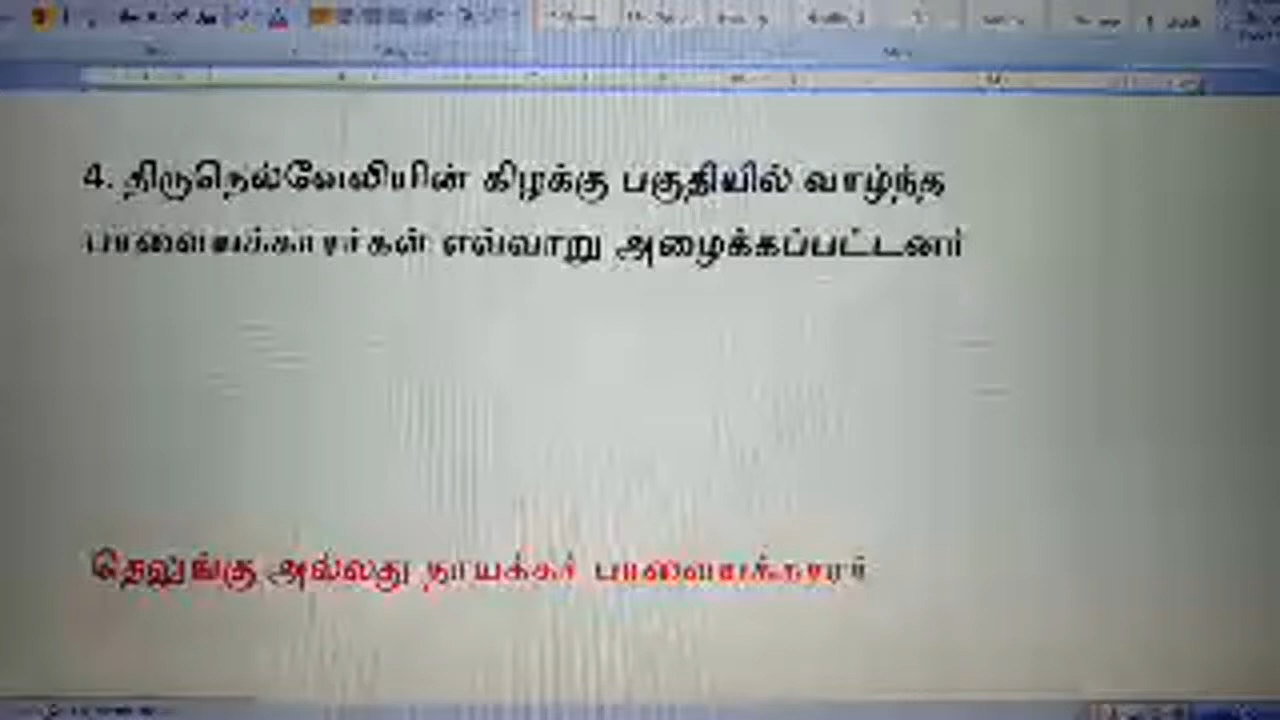 4. திருநெல்வேலியின் கிழக்கு பகுதியில் வாழ்ந்த
பாளையக்காரர்கள் எவ்வாறு அழைக்கப்பட்டனர்
தெலுங்கு அல்லது நாயக்கர் பாளையக்காரர்